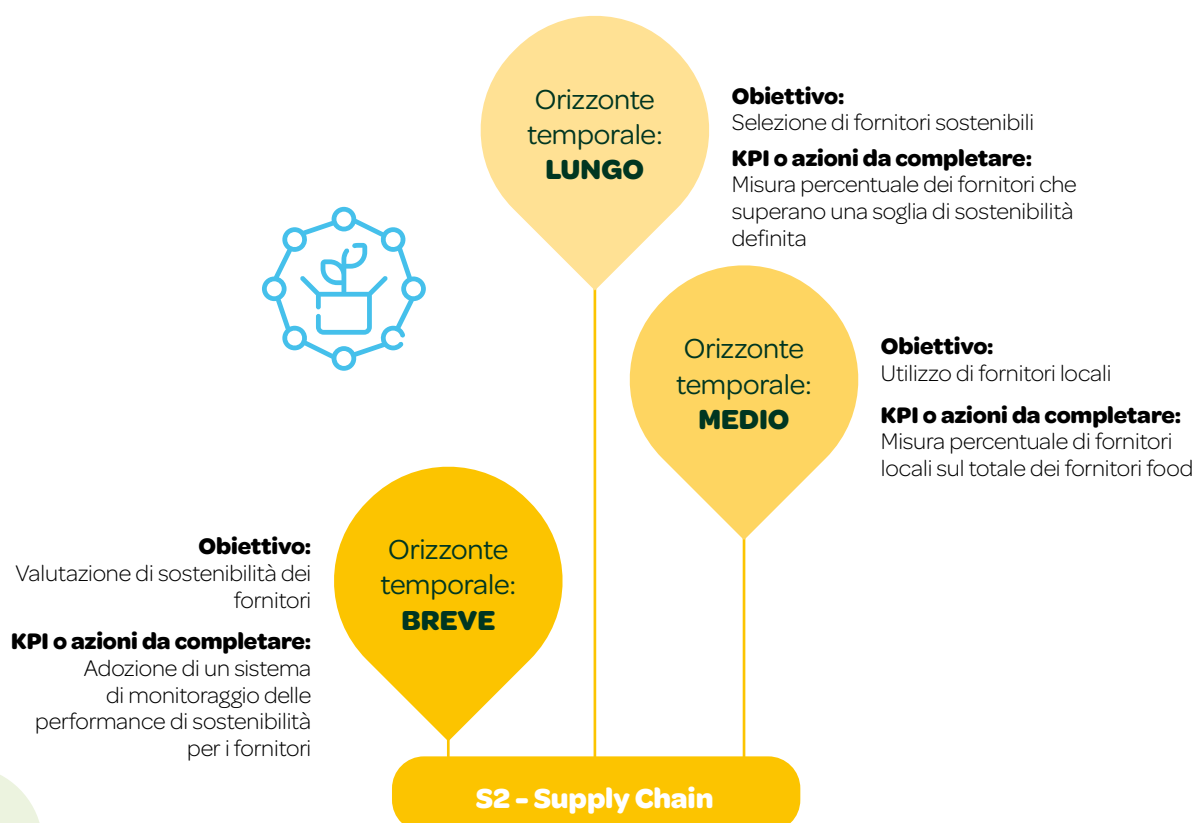 Orizzonte
temporale:
LUNGO
Obiettivo:
Selezione di fornitori sostenibili
KPI o azioni da completare:
Misura percentuale dei fornitori che
superano una soglia di sostenibilità
definita
Orizzonte
temporale:
MEDIO
Obiettivo:
Utilizzo di fornitori locali
KPI o azioni da completare:
Misura percentuale di fornitori
locali sul totale dei fornitori food
Obiettivo:
Valutazione di sostenibilità dei
fornitori
KPI o azioni da completare:
Adozione di un sistema
di monitoraggio delle
performance di sostenibilità
per i fornitori
Orizzonte
temporale:
BREVE
S2 - Supply Chain